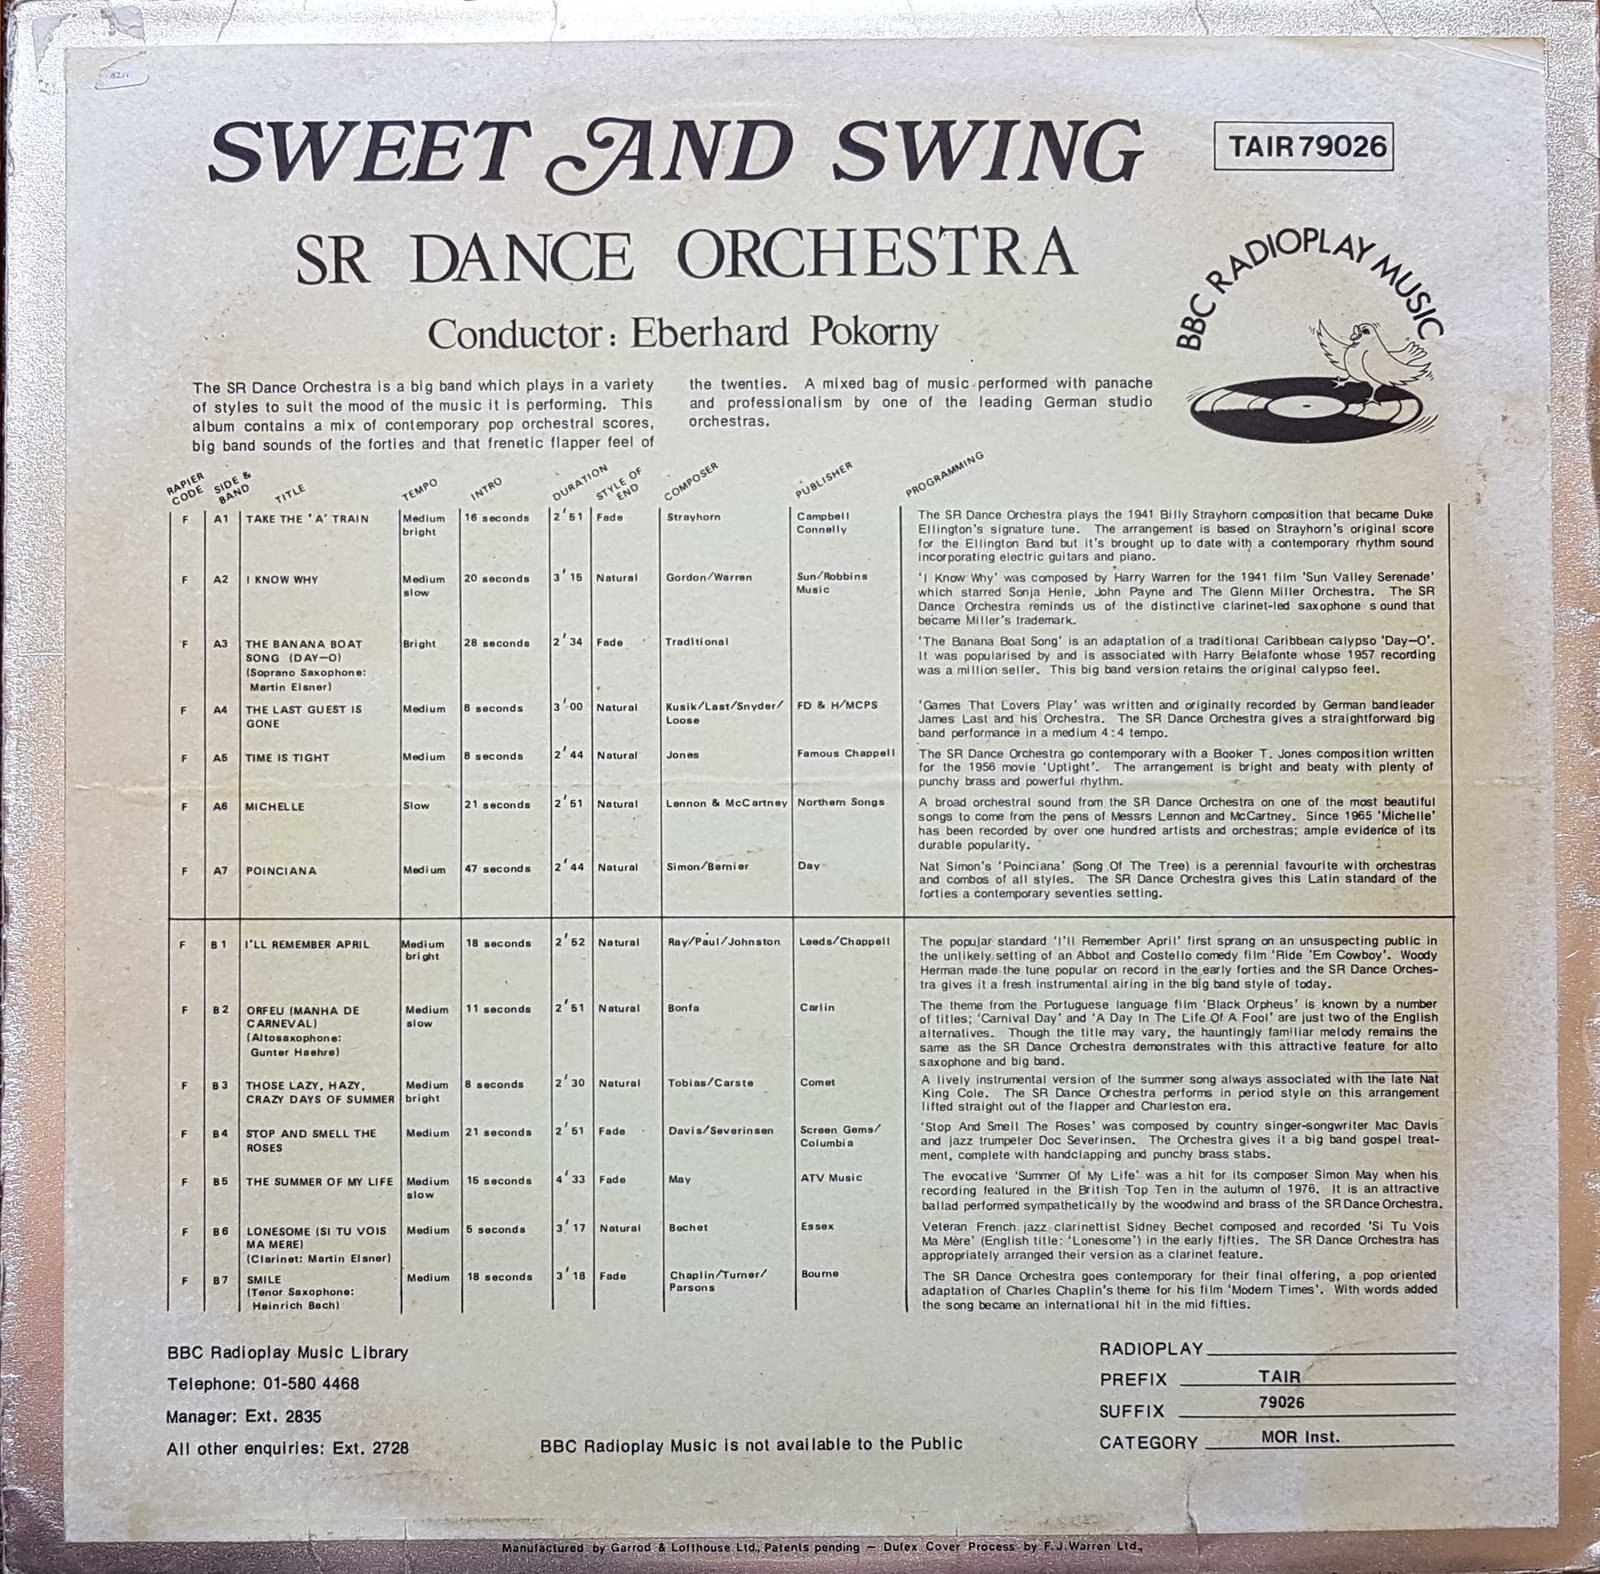 SWEET AND SWING
TAIR 79026
SR DANCE ORCHESTRA
Conductor: Eberhard Pokorny
BBC RADIOPLAY MUSIC
The SR Dance Orchestra is a big band which plays in a variety
of styles to suit the mood of the music it is performing. This
album contains a mix of contemporary pop orchestral scores,
big band sounds of the forties and that frenetic flapper feel of
the twenties. A mixed bag of music performed with panache
and professionalism by one of the leading German studio
orchestras.
RAPIER CODE SIDE & BAND TITLE TEMPO INTRO DURATION STYLE OF END COMPOSER PUBLISHER PROGRAMMING
F A1 TAKE THE 'A' TRAIN Medium bright 16 seconds 2'51 Fade Strayhorn Campbell Connelly
The SR Dance Orchestra plays the 1941 Billy Strayhorn composition that became Duke
Ellington's signature tune. The arrangement is based on Strayhorn's original score
for the Ellington Band but it's brought up to date with a contemporary rhythm sound
incorporating electric guitars and piano.
F A2 I KNOW WHY Medium slow 20 seconds 3'15 Natural Gordon/Warren Sun/Robbins Music
'I Know Why' was composed by Harry Warren for the 1941 film 'Sun Valley Serenade'
which starred Sonja Henie, John Payne and The Glenn Miller Orchestra. The SR
Dance Orchestra reminds us of the distinctive clarinet-led saxophone sound that
became Miller's trademark.
F A3 THE BANANA BOAT SONG (DAY-O) (Soprano Saxophone: Martin Elsner) Bright 28 seconds 2'34 Fade Traditional
'The Banana Boat Song' is an adaptation of a traditional Caribbean calypso 'Day-O'.
It was popularised by and is associated with Harry Belafonte whose 1957 recording
was a million seller. This big band version retains the original calypso feel.
F A4 THE LAST GUEST IS GONE Medium 8 seconds 3'00 Natural Kusik/Last/Snyder/ Loose FD & H/MCPS
'Games That Lovers Play' was written and originally recorded by German bandleader
James Last and his Orchestra. The SR Dance Orchestra gives a straightforward big
band performance in a medium 4:4 tempo.
F A5 TIME IS TIGHT Medium 8 seconds 2'44 Natural Jones Famous Chappell
The SR Dance Orchestra go contemporary with a Booker T. Jones composition written
for the 1956 movie 'Uptight'. The arrangement is bright and beaty with plenty of
punchy brass and powerful rhythm.
F A6 MICHELLE Slow 21 seconds 2'51 Natural Lennon & McCartney Northern Songs
A broad orchestral sound from the SR Dance Orchestra on one of the most beautiful
songs to come from the pens of Messrs Lennon and McCartney. Since 1965 'Michelle'
has been recorded by over one hundred artists and orchestras; ample evidence of its
durable popularity.
F A7 POINCIANA Medium 47 seconds 2'44 Natural Simon/Bernier Day
Nat Simon's 'Poinciana' (Song Of The Tree) is a perennial favourite with orchestras
and combos of all styles. The SR Dance Orchestra gives this Latin standard of the
forties a contemporary seventies setting.
F B1 I'LL REMEMBER APRIL Medium bright 18 seconds 2'52 Natural Ray/Paul/Johnston Leeds/Chappell
The popular standard 'I'll Remember April' first sprang on an unsuspecting public in
the unlikely setting of an Abbot and Costello comedy film 'Ride 'Em Cowboy'. Woody
Herman made the tune popular on record in the early forties and the SR Dance Orches-
tra gives it a fresh instrumental airing in the big band style of today.
F B2 ORFEU (MANHA DE CARNEVAL) (Altosaxophone: Gunter Haehre) Medium slow 11 seconds 2'51 Natural Bonfa Carlin
The theme from the Portuguese language film 'Black Orpheus' is known by a number
of titles; 'Carnival Day' and 'A Day In The Life Of A Fool' are just two of the English
alternatives. Though the title may vary, the hauntingly familiar melody remains the
same as the SR Dance Orchestra demonstrates with this attractive feature for alto
saxophone and big band.
F B3 THOSE LAZY, HAZY, CRAZY DAYS OF SUMMER Medium bright 8 seconds 2'30 Natural Tobias/Carste Comet
A lively instrumental version of the summer song always associated with the late Nat
King Cole. The SR Dance Orchestra performs in period style on this arrangement
lifted straight out of the flapper and Charleston era.
F B4 STOP AND SMELL THE ROSES Medium 21 seconds 2'51 Fade Davis/Severinsen Screen Gems/ Columbia
'Stop And Smell The Roses' was composed by country singer-songwriter Mac Davis
and jazz trumpeter Doc Severinsen. The Orchestra gives it a big band gospel treat-
ment, complete with handclapping and punchy brass stabs.
F B5 THE SUMMER OF MY LIFE Medium slow 15 seconds 4'33 Fade May ATV Music
The evocative 'Summer Of My Life' was a hit for its composer Simon May when his
recording featured in the British Top Ten in the autumn of 1976. It is an attractive
ballad performed sympathetically by the woodwind and brass of the SR Dance Orchestra.
F B6 LONESOME (SI TU VOIS MA MERE) (Clarinet: Martin Elsner) Medium 5 seconds 3'17 Natural Bechet Essex
Veteran French jazz clarinettist Sidney Bechet composed and recorded 'Si Tu Vois
Ma Mère' (English title: 'Lonesome') in the early fifties. The SR Dance Orchestra has
appropriately arranged their version as a clarinet feature.
F B7 SMILE (Tenor Saxophone: Heinrich Bach) Medium 18 seconds 3'18 Fade Chaplin/Turner/ Parsons Bourne
The SR Dance Orchestra goes contemporary for their final offering, a pop oriented
adaptation of Charles Chaplin's theme for his film 'Modern Times'. With words added
the song became an international hit in the mid fifties.
BBC Radioplay Music Library
Telephone: 01-580 4468
Manager: Ext. 2835
All other enquiries: Ext. 2728
BBC Radioplay Music is not available to the Public
RADIOPLAY
PREFIX TAIR
SUFFIX 79026
CATEGORY MOR Inst.
Manufactured by Garrod & Lofthouse Ltd., Patents pending — Dufex Cover Process by F.J. Warren Ltd.,